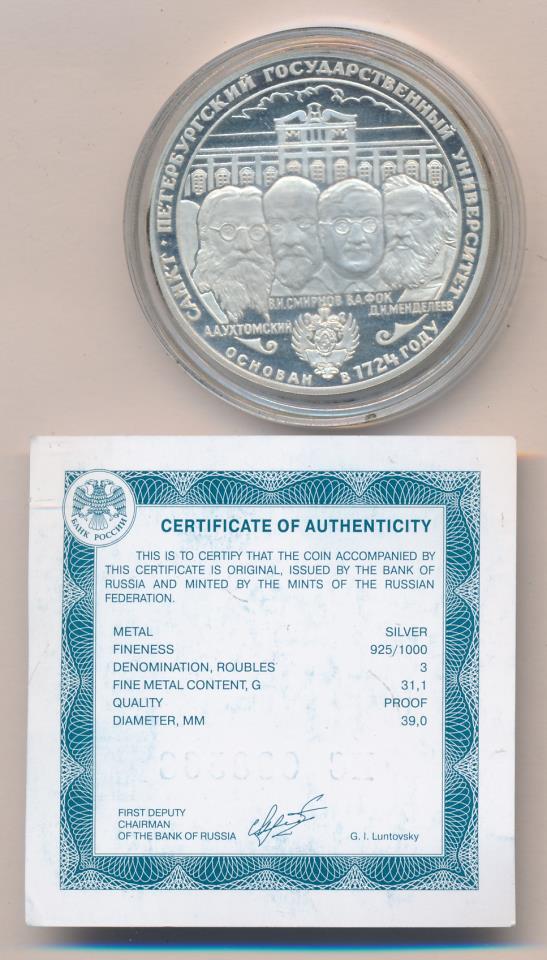 САНКТ-ПЕТЕРБУРГСКИЙ ГОСУДАРСТВЕННЫЙ УНИВЕРСИТЕТ
В.И.СМИРНОВ В.А.ФОК
А.А.УХТОМСКИЙ Д.И.МЕНДЕЛЕЕВ
ОСНОВАН В 1724 ГОДУ
БАНК РОССИИ
CERTIFICATE OF AUTHENTICITY
THIS IS TO CERTIFY THAT THE COIN ACCOMPANIED BY
THIS CERTIFICATE IS ORIGINAL, ISSUED BY THE BANK OF
RUSSIA AND MINTED BY THE MINTS OF THE RUSSIAN
FEDERATION.
METAL SILVER
FINENESS 925/1000
DENOMINATION, ROUBLES 3
FINE METAL CONTENT, G 31,1
QUALITY PROOF
DIAMETER, MM 39,0
FIRST DEPUTY
CHAIRMAN
OF THE BANK OF RUSSIA G. I. Luntovsky